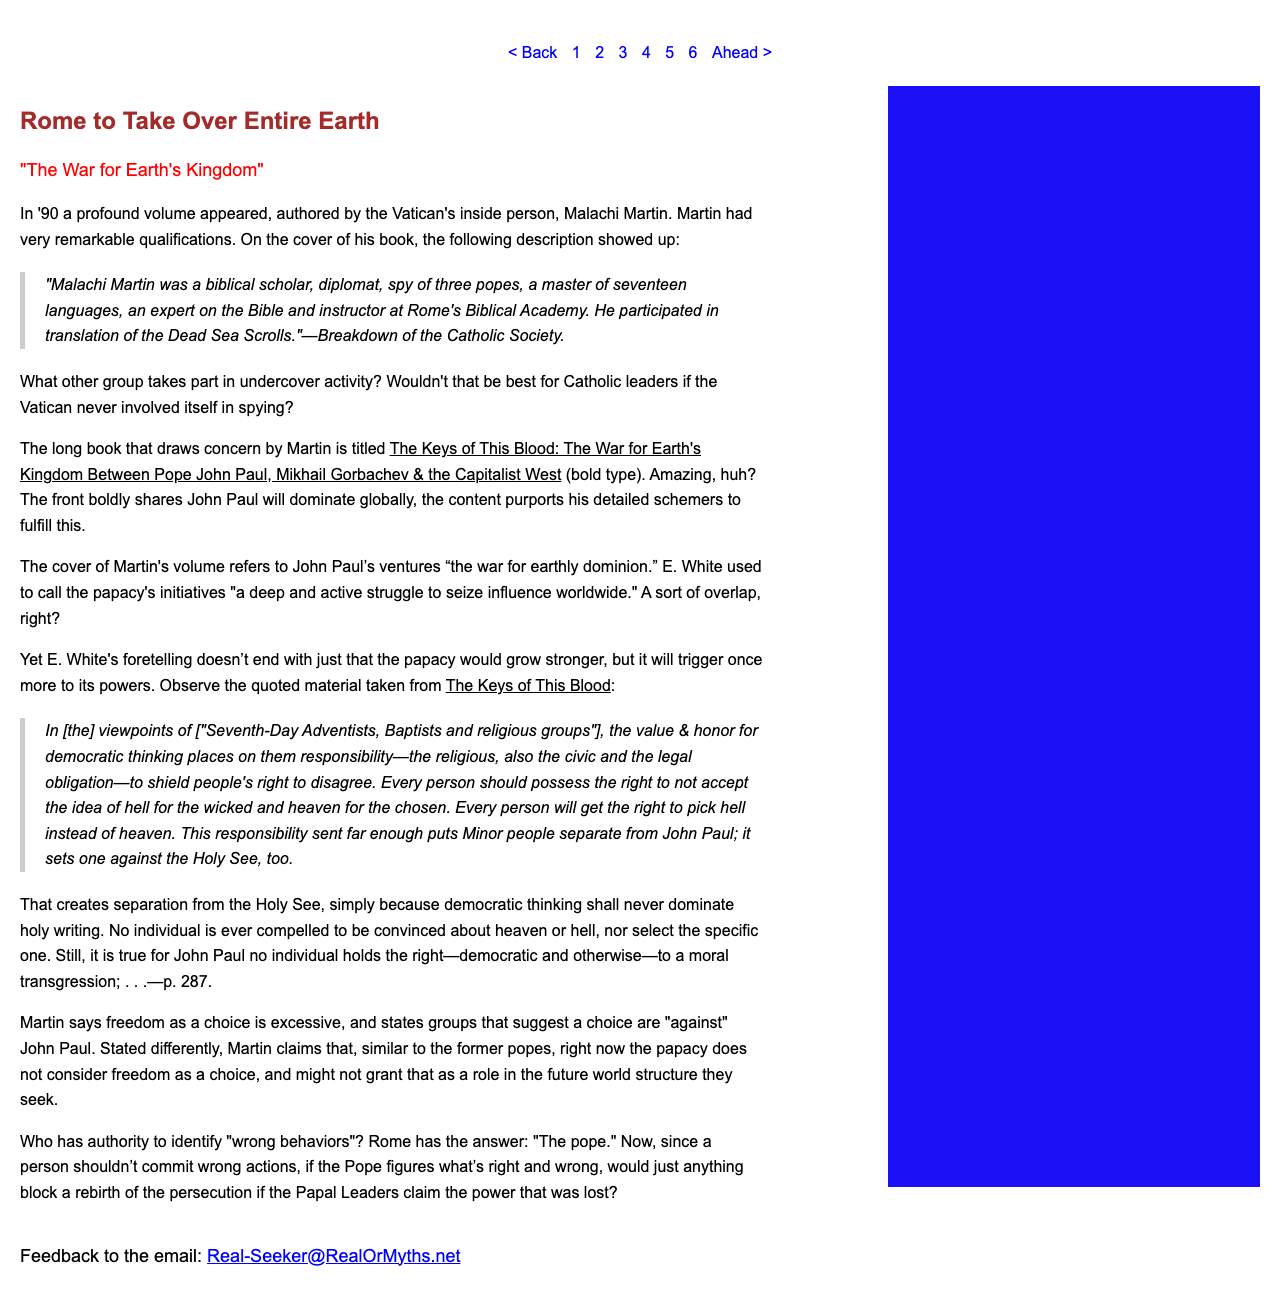 < Back 1 2 3 4 5 6 Ahead >
Rome to Take Over Entire Earth
"The War for Earth's Kingdom"
In '90 a profound volume appeared, authored by the Vatican's inside person, Malachi Martin. Martin had
very remarkable qualifications. On the cover of his book, the following description showed up:
"Malachi Martin was a biblical scholar, diplomat, spy of three popes, a master of seventeen
languages, an expert on the Bible and instructor at Rome's Biblical Academy. He participated in
translation of the Dead Sea Scrolls."—Breakdown of the Catholic Society.
What other group takes part in undercover activity? Wouldn't that be best for Catholic leaders if the
Vatican never involved itself in spying?
The long book that draws concern by Martin is titled The Keys of This Blood: The War for Earth's
Kingdom Between Pope John Paul, Mikhail Gorbachev & the Capitalist West (bold type). Amazing, huh?
The front boldly shares John Paul will dominate globally, the content purports his detailed schemers to
fulfill this.
The cover of Martin's volume refers to John Paul’s ventures “the war for earthly dominion.” E. White used
to call the papacy's initiatives "a deep and active struggle to seize influence worldwide." A sort of overlap,
right?
Yet E. White's foretelling doesn’t end with just that the papacy would grow stronger, but it will trigger once
more to its powers. Observe the quoted material taken from The Keys of This Blood:
In [the] viewpoints of ["Seventh-Day Adventists, Baptists and religious groups"], the value & honor for
democratic thinking places on them responsibility—the religious, also the civic and the legal
obligation—to shield people's right to disagree. Every person should possess the right to not accept
the idea of hell for the wicked and heaven for the chosen. Every person will get the right to pick hell
instead of heaven. This responsibility sent far enough puts Minor people separate from John Paul; it
sets one against the Holy See, too.
That creates separation from the Holy See, simply because democratic thinking shall never dominate
holy writing. No individual is ever compelled to be convinced about heaven or hell, nor select the specific
one. Still, it is true for John Paul no individual holds the right—democratic and otherwise—to a moral
transgression; . . .—p. 287.
Martin says freedom as a choice is excessive, and states groups that suggest a choice are "against"
John Paul. Stated differently, Martin claims that, similar to the former popes, right now the papacy does
not consider freedom as a choice, and might not grant that as a role in the future world structure they
seek.
Who has authority to identify "wrong behaviors"? Rome has the answer: "The pope." Now, since a
person shouldn’t commit wrong actions, if the Pope figures what’s right and wrong, would just anything
block a rebirth of the persecution if the Papal Leaders claim the power that was lost?
Feedback to the email: Real-Seeker@RealOrMyths.net